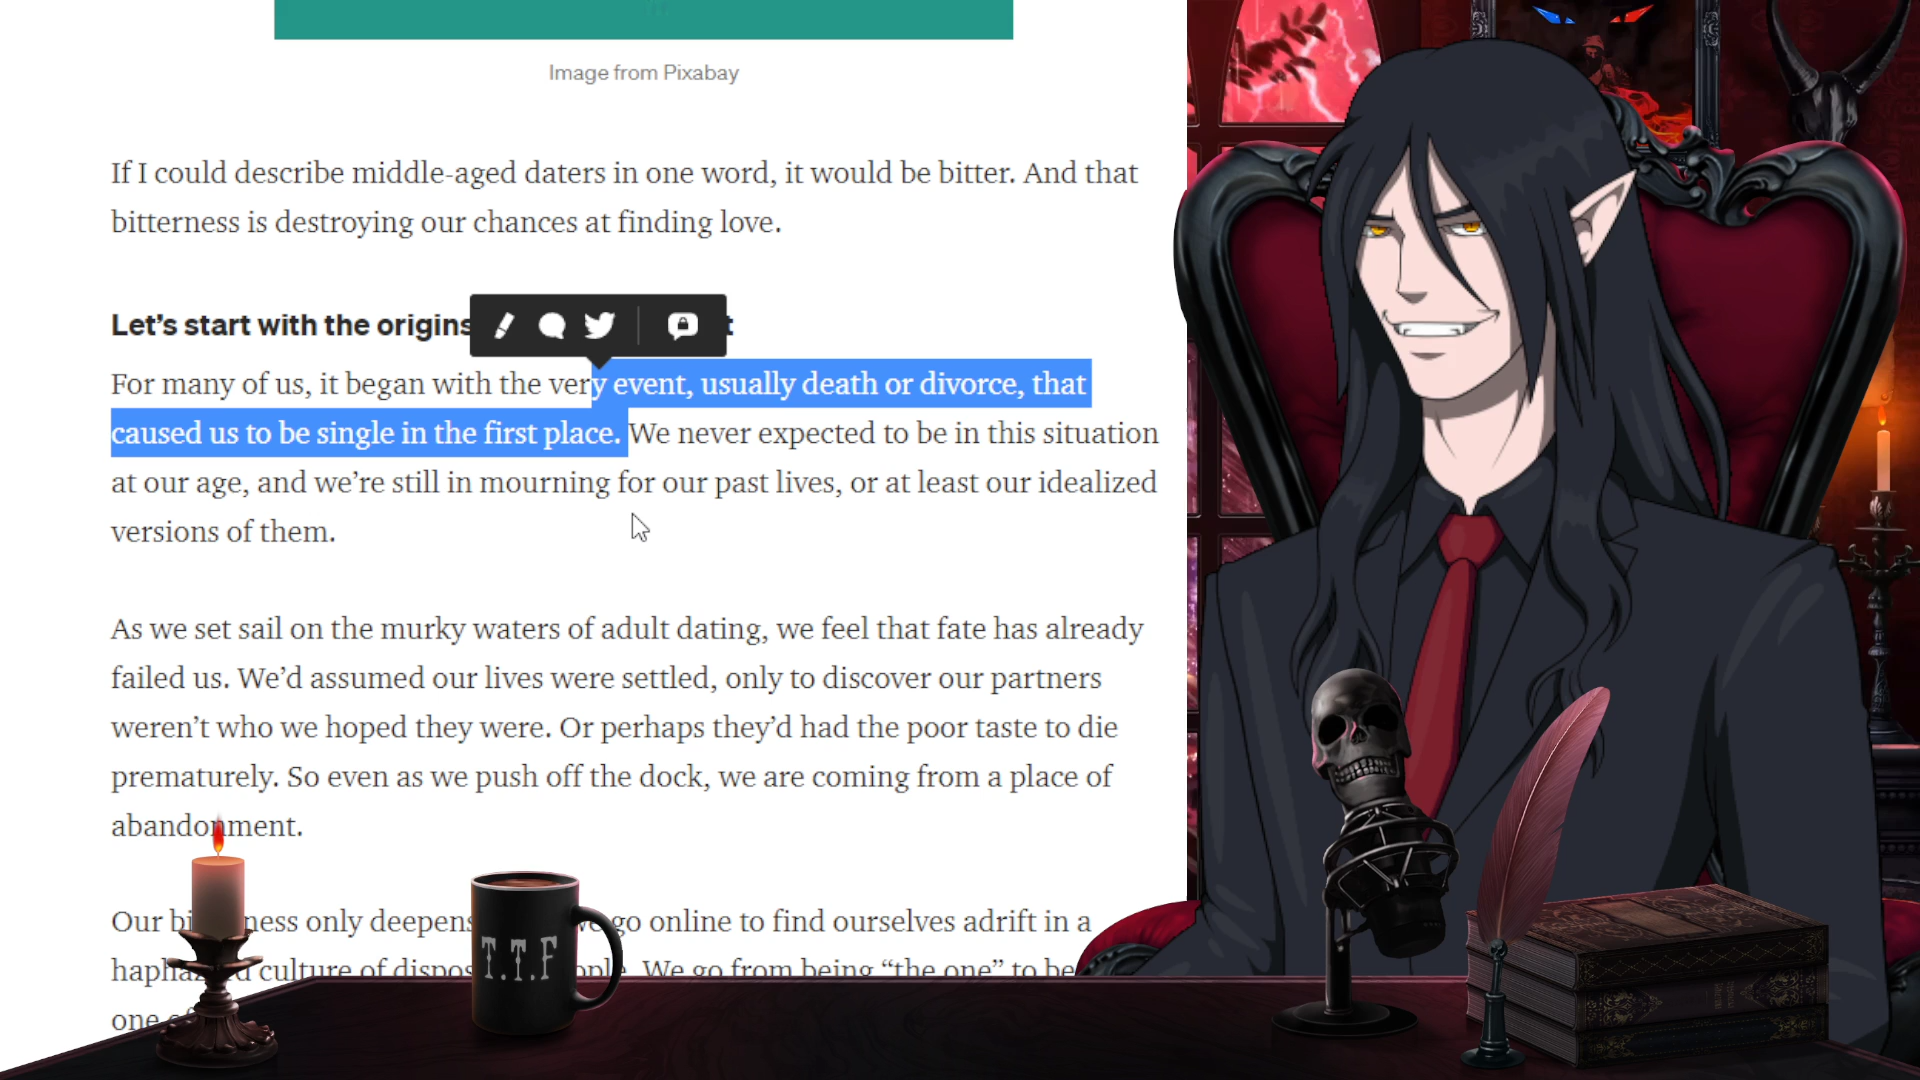 Image from Pixabay
If I could describe middle-aged daters in one word, it would be bitter. And that
bitterness is destroying our chances at finding love.
Let’s start with the origins
For many of us, it began with the very event, usually death or divorce, that
caused us to be single in the first place. We never expected to be in this situation
at our age, and we’re still in mourning for our past lives, or at least our idealized
versions of them.
As we set sail on the murky waters of adult dating, we feel that fate has already
failed us. We’d assumed our lives were settled, only to discover our partners
weren’t who we hoped they were. Or perhaps they’d had the poor taste to die
prematurely. So even as we push off the dock, we are coming from a place of
abandonment.
Our only deepens go online to find ourselves adrift in a
culture of We go from being “the one” to be
one
T.T.F